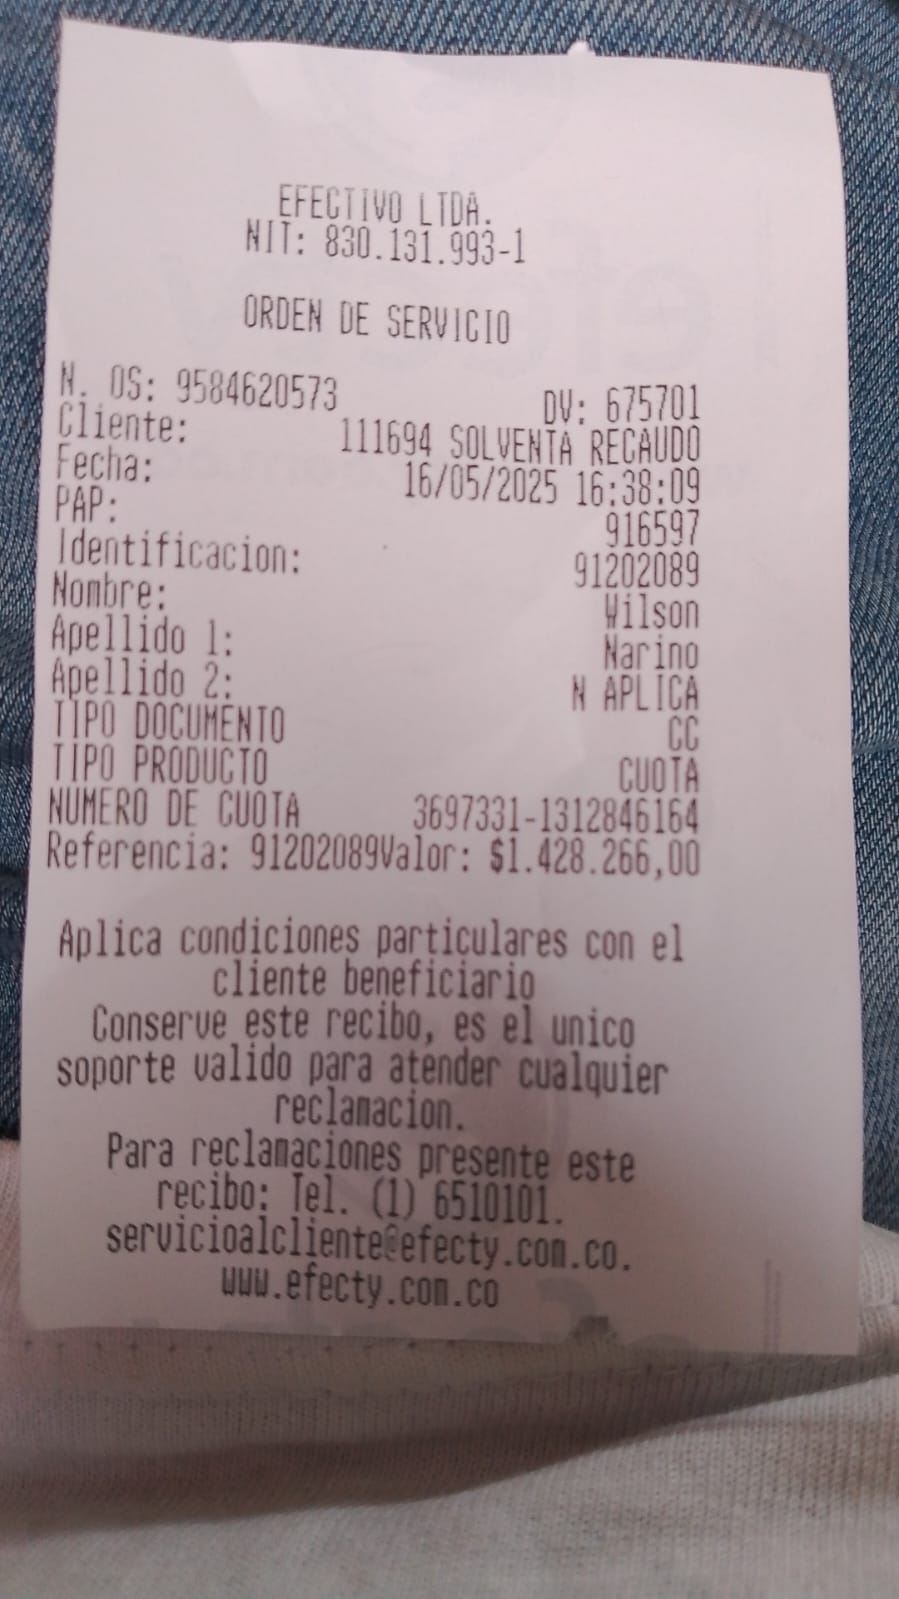 EFECTIVO LTDA.
NIT: 830.131.993-1
ORDEN DE SERVICIO
N. OS: 9584620573 DV: 675701
Cliente: 111694 SOLVENTA RECAUDO
Fecha: 16/05/2025 16:38:09
PAP: 916597
Identificacion: 91202089
Nombre: Wilson
Apellido 1: Narino
Apellido 2: N APLICA
TIPO DOCUMENTO CC
TIPO PRODUCTO CUOTA
NUMERO DE CUOTA 3697331-1312846164
Referencia: 91202089Valor: $1.428.266,00
Aplica condiciones particulares con el
cliente beneficiario
Conserve este recibo, es el unico
soporte valido para atender cualquier
reclamacion.
Para reclamaciones presente este
recibo: Tel. (1) 6510101.
servicioalcliente@efecty.com.co.
www.efecty.com.co